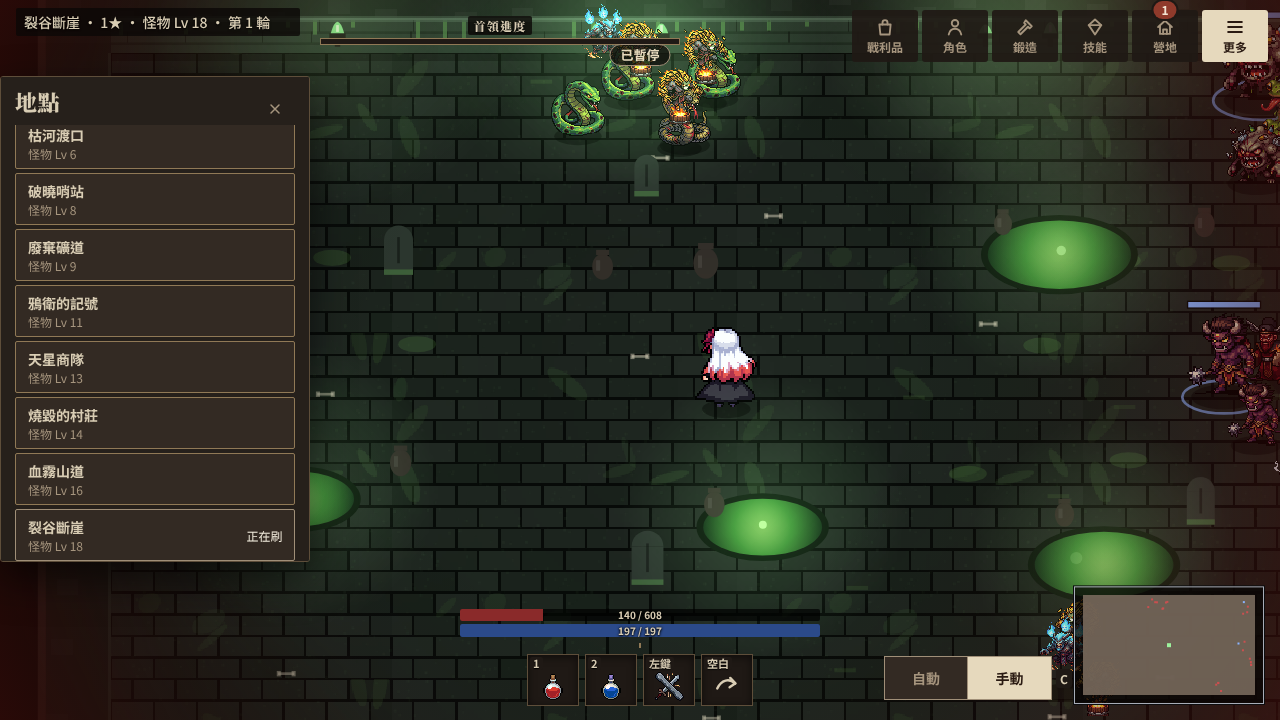 裂谷斷崖 • 1★ • 怪物 Lv 18 • 第 1 輪
首領進度
已暫停
戰利品
角色
鍛造
技能
1
營地
更多
地點
×
枯河渡口
怪物 Lv 6
破曉哨站
怪物 Lv 8
廢棄礦道
怪物 Lv 9
鴉衛的記號
怪物 Lv 11
天星商隊
怪物 Lv 13
燒毀的村莊
怪物 Lv 14
血霧山道
怪物 Lv 16
裂谷斷崖
怪物 Lv 18
正在刷
140 / 608
197 / 197
1
2
左鍵
空白
自動
手動
C